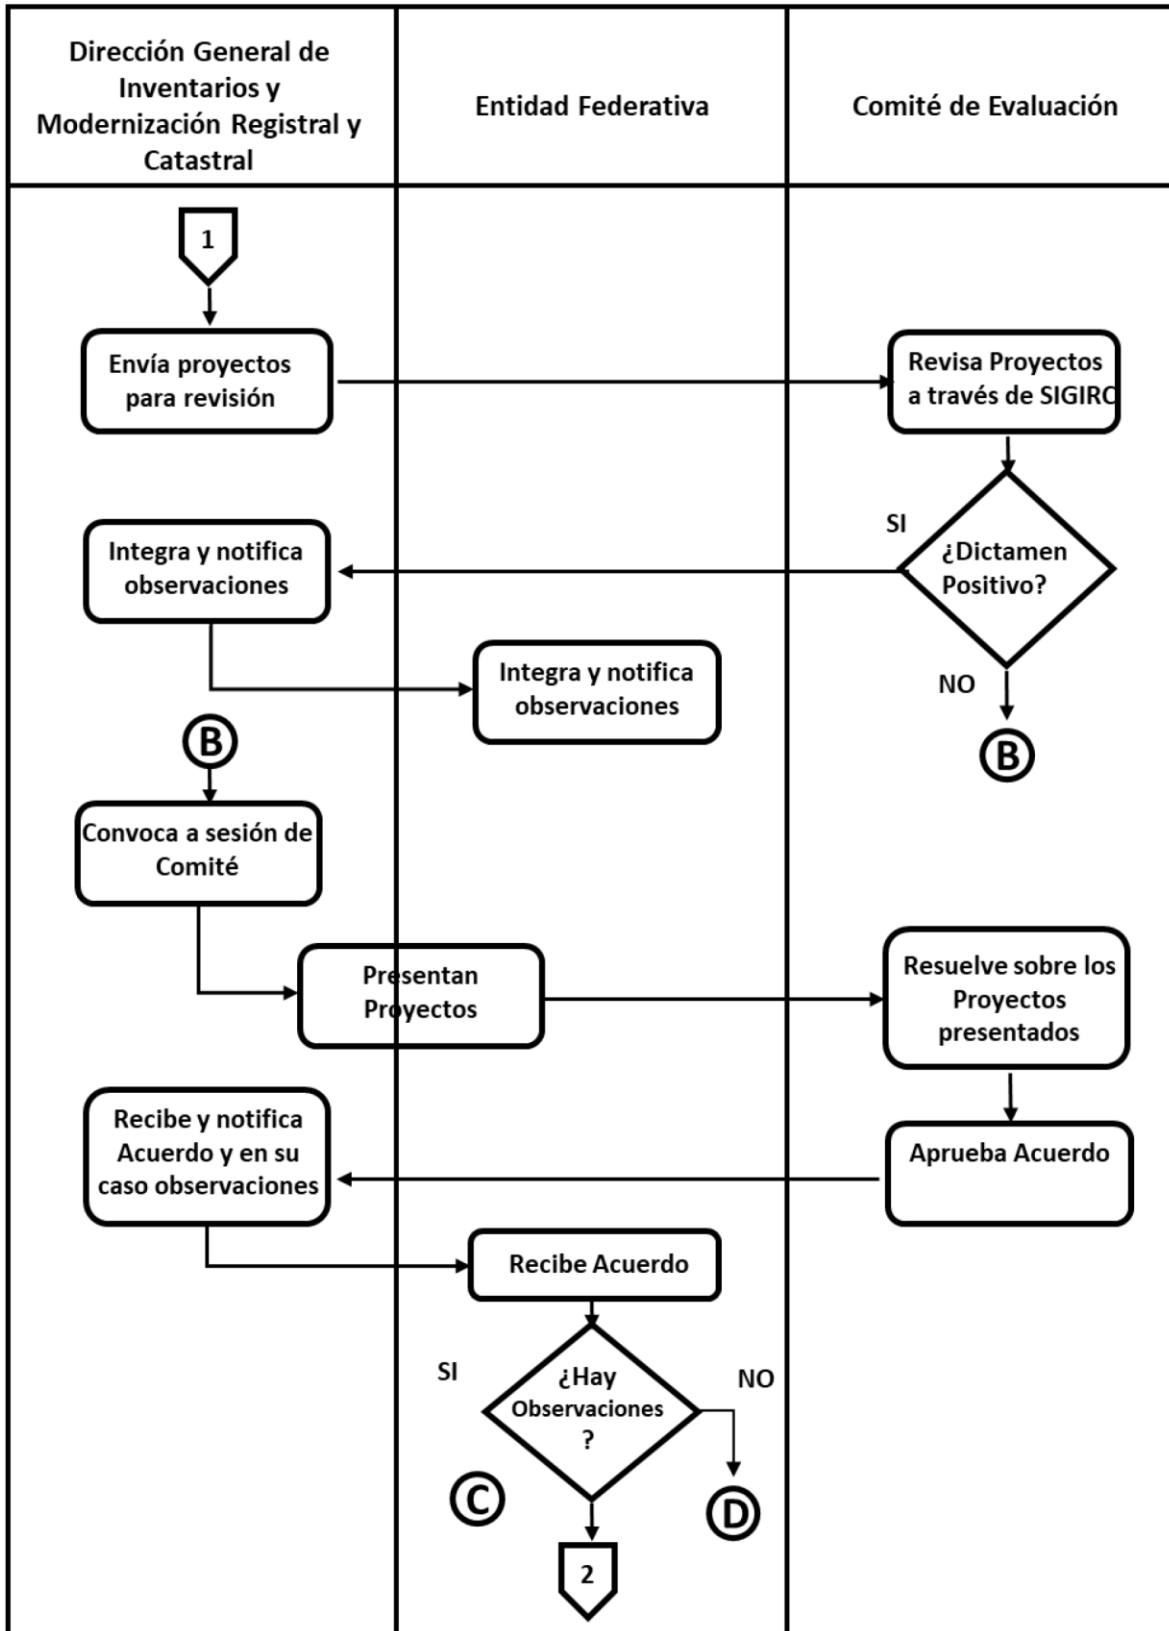 Dirección General de
Inventarios y
Modernización Registral y
Catastral
Entidad Federativa
Comité de Evaluación
1
Envía proyectos
para revisión
Revisa Proyectos
a través de SIGIRC
SI
¿Dictamen
Positivo?
Integra y notifica
observaciones
Integra y notifica
observaciones
NO
B
B
Convoca a sesión de
Comité
Presentan
Proyectos
Resuelve sobre los
Proyectos
presentados
Recibe y notifica
Acuerdo y en su
caso observaciones
Aprueba Acuerdo
Recibe Acuerdo
SI
¿Hay
Observaciones
?
NO
C
D
2